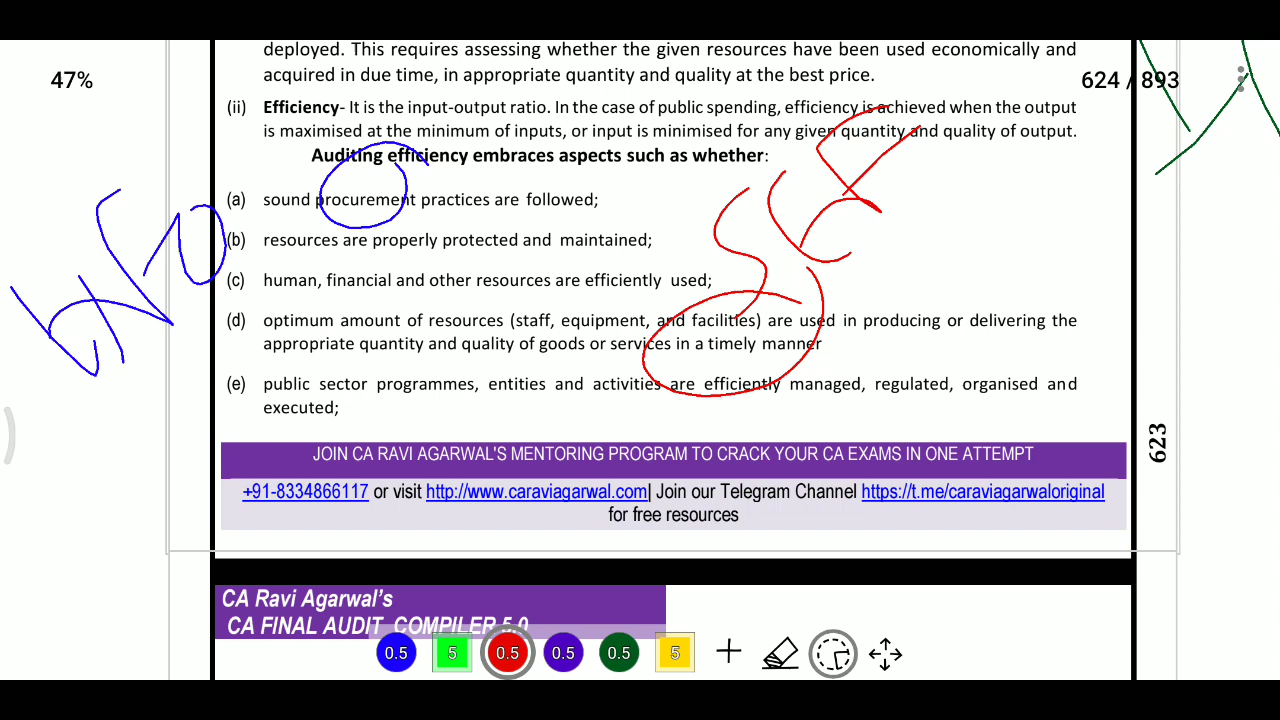 deployed. This requires assessing whether the given resources have been used economically and
acquired in due time, in appropriate quantity and quality at the best price.
47%
624 / 893
(ii) Efficiency- It is the input-output ratio. In the case of public spending, efficiency is achieved when the output
is maximised at the minimum of inputs, or input is minimised for any given quantity and quality of output.
Auditing efficiency embraces aspects such as whether:
(a) sound procurement practices are followed;
(b) resources are properly protected and maintained;
(c) human, financial and other resources are efficiently used;
(d) optimum amount of resources (staff, equipment, and facilities) are used in producing or delivering the
appropriate quantity and quality of goods or services in a timely manner
(e) public sector programmes, entities and activities are efficiently managed, regulated, organised and
executed;
623
JOIN CA RAVI AGARWAL'S MENTORING PROGRAM TO CRACK YOUR CA EXAMS IN ONE ATTEMPT
+91-8334866117 or visit http://www.caraviagarwal.com| Join our Telegram Channel https://t.me/caraviagarwaloriginal
for free resources
CA Ravi Agarwal's
CA FINAL AUDIT COMPILER 5.0
0.5 5 0.5 0.5 0.5 5